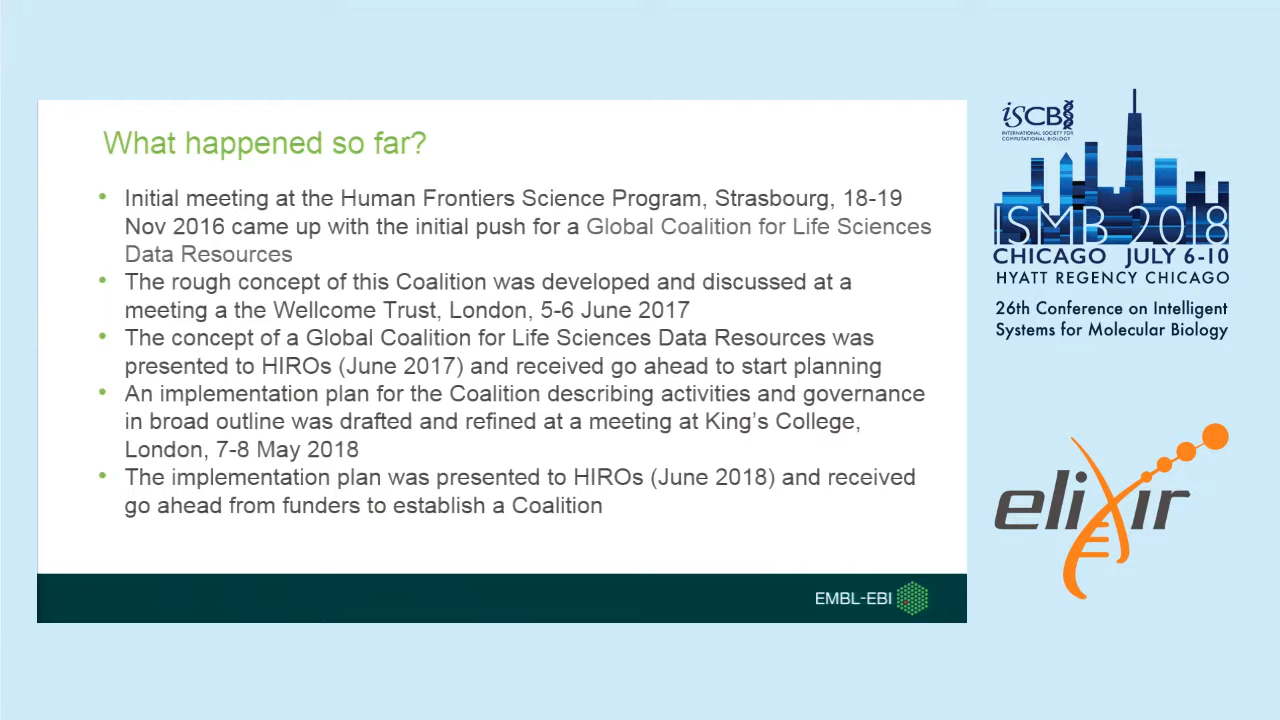 What happened so far?
• Initial meeting at the Human Frontiers Science Program, Strasbourg, 18-19
Nov 2016 came up with the initial push for a Global Coalition for Life Sciences
Data Resources
• The rough concept of this Coalition was developed and discussed at a
meeting a the Wellcome Trust, London, 5-6 June 2017
• The concept of a Global Coalition for Life Sciences Data Resources was
presented to HIROs (June 2017) and received go ahead to start planning
• An implementation plan for the Coalition describing activities and governance
in broad outline was drafted and refined at a meeting at King’s College,
London, 7-8 May 2018
• The implementation plan was presented to HIROs (June 2018) and received
go ahead from funders to establish a Coalition
EMBL-EBI
iSCB
INTERNATIONAL SOCIETY FOR
COMPUTATIONAL BIOLOGY
ISMB 2018
CHICAGO JULY 6-10
HYATT REGENCY CHICAGO
26th Conference on Intelligent
Systems for Molecular Biology
elixir